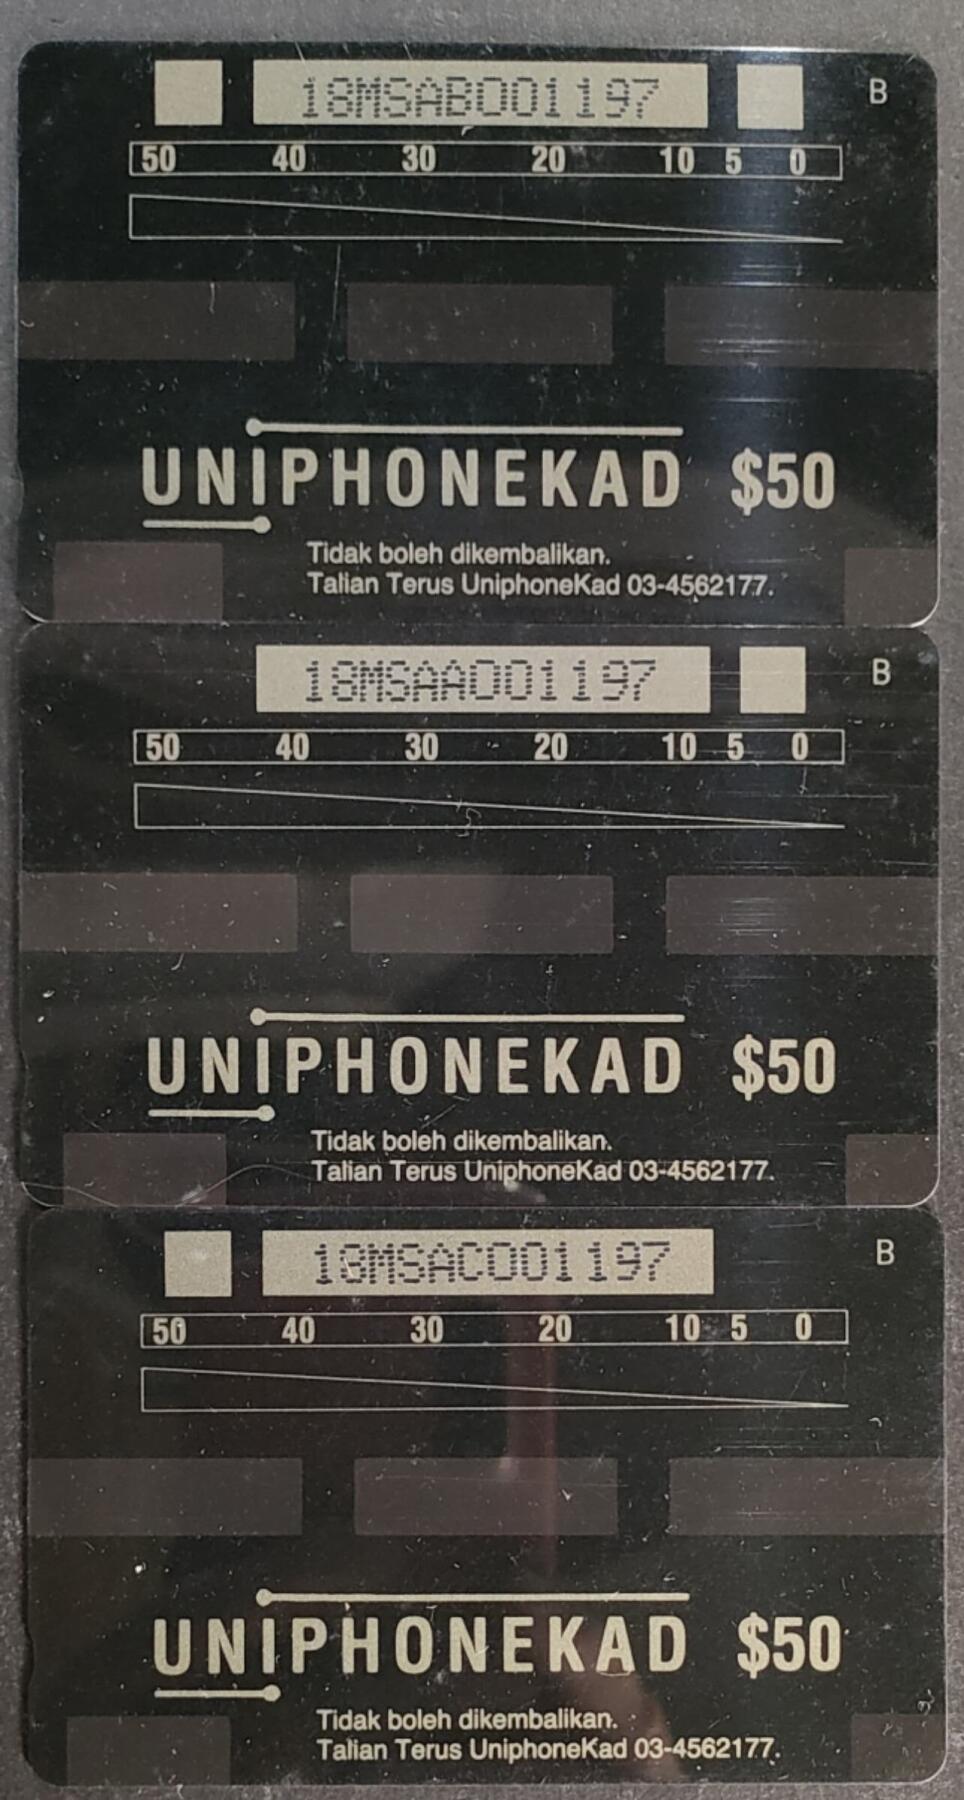 18MSAB001197
B
50 40 30 20 10 5 0
UNIPHONEKAD $50
Tidak boleh dikembalikan.
Talian Terus UniphoneKad 03-4562177.
18MSAA001197
B
50 40 30 20 10 5 0
UNIPHONEKAD $50
Tidak boleh dikembalikan.
Talian Terus UniphoneKad 03-4562177.
18MSAC001197
B
50 40 30 20 10 5 0
UNIPHONEKAD $50
Tidak boleh dikembalikan.
Talian Terus UniphoneKad 03-4562177.